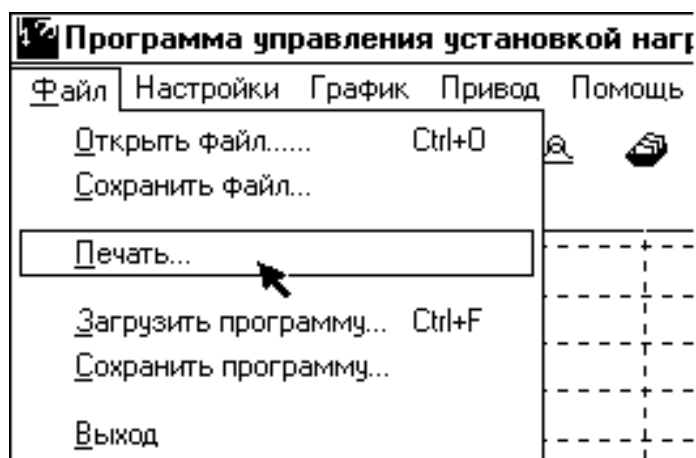 Программа управления установкой
Файл Настройки График Привод Помощь
Открыть файл...... Ctrl+O
Сохранить файл...
Печать...
Загрузить программу... Ctrl+F
Сохранить программу...
Выход